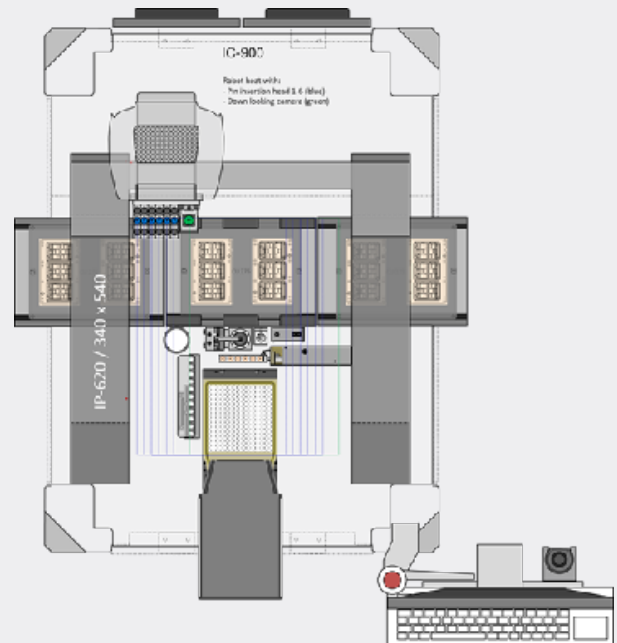 IC-900
Robot head with:
- Pin insertion head 1-6 (blue)
- Down looking camera (green)
IP-620 / 340 x 540